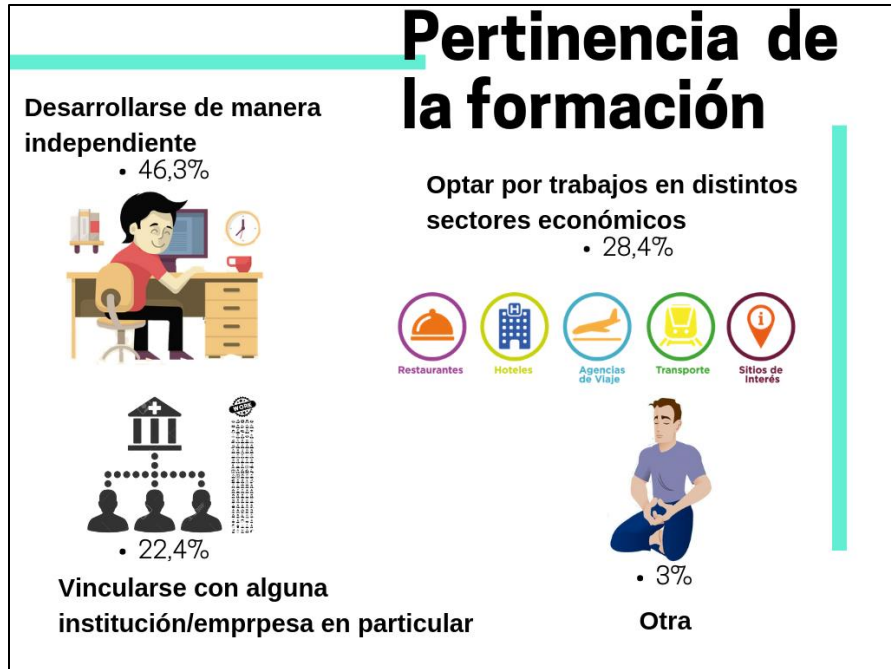 Pertinencia de
la formación
Desarrollarse de manera
independiente
• 46,3%
Optar por trabajos en distintos
sectores económicos
• 28,4%
Restaurantes
Hoteles
Agencias
de Viaje
Transporte
Sitios de
Interés
WORK
• 22,4%
Vincularse con alguna
institución/emprpesa en particular
• 3%
Otra